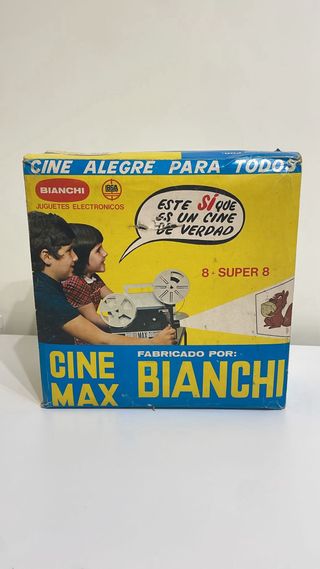 CINE ALEGRE PARA TODOS
BIANCHI
JUGUETES ELECTRONICOS
ESTE SÍ QUE
ES UN CINE
DE VERDAD
8 - SUPER 8
CINE
MAX
FABRICADO POR:
BIANCHI